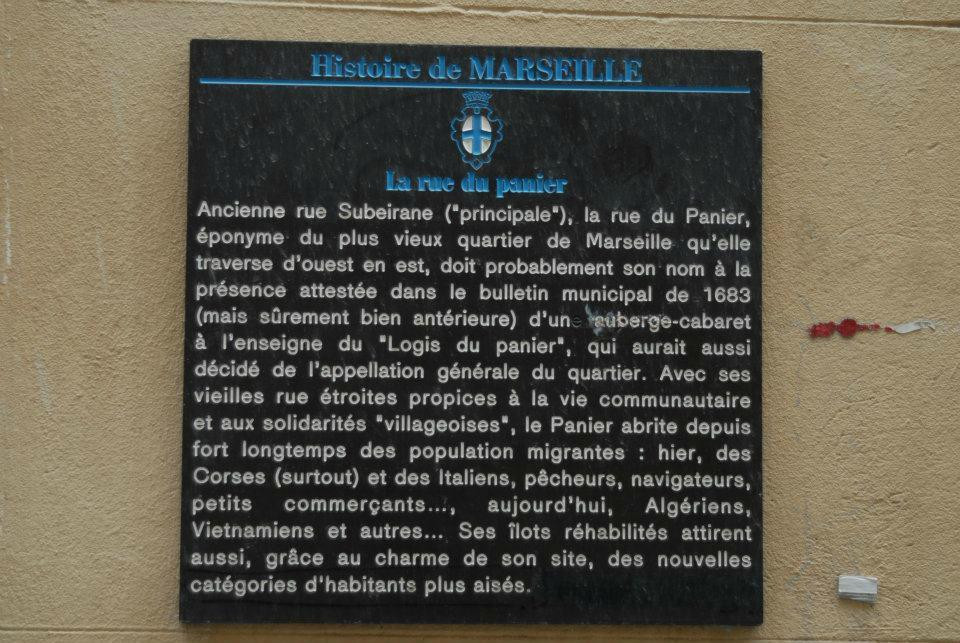 Histoire de MARSEILLE
La rue du panier
Ancienne rue Subeirane ("principale"), la rue du Panier,
éponyme du plus vieux quartier de Marseille qu'elle
traverse d'ouest en est, doit probablement son nom à la
présence attestée dans le bulletin municipal de 1683
(mais sûrement bien antérieure) d'une auberge-cabaret
à l'enseigne du "Logis du panier", qui aurait aussi
décidé de l'appellation générale du quartier. Avec ses
vieilles rue étroites propices à la vie communautaire
et aux solidarités "villageoises", le Panier abrite depuis
fort longtemps des population migrantes : hier, des
Corses (surtout) et des Italiens, pêcheurs, navigateurs,
petits commerçants..., aujourd'hui, Algériens,
Vietnamiens et autres... Ses îlots réhabilités attirent
aussi, grâce au charme de son site, des nouvelles
catégories d'habitants plus aisés.